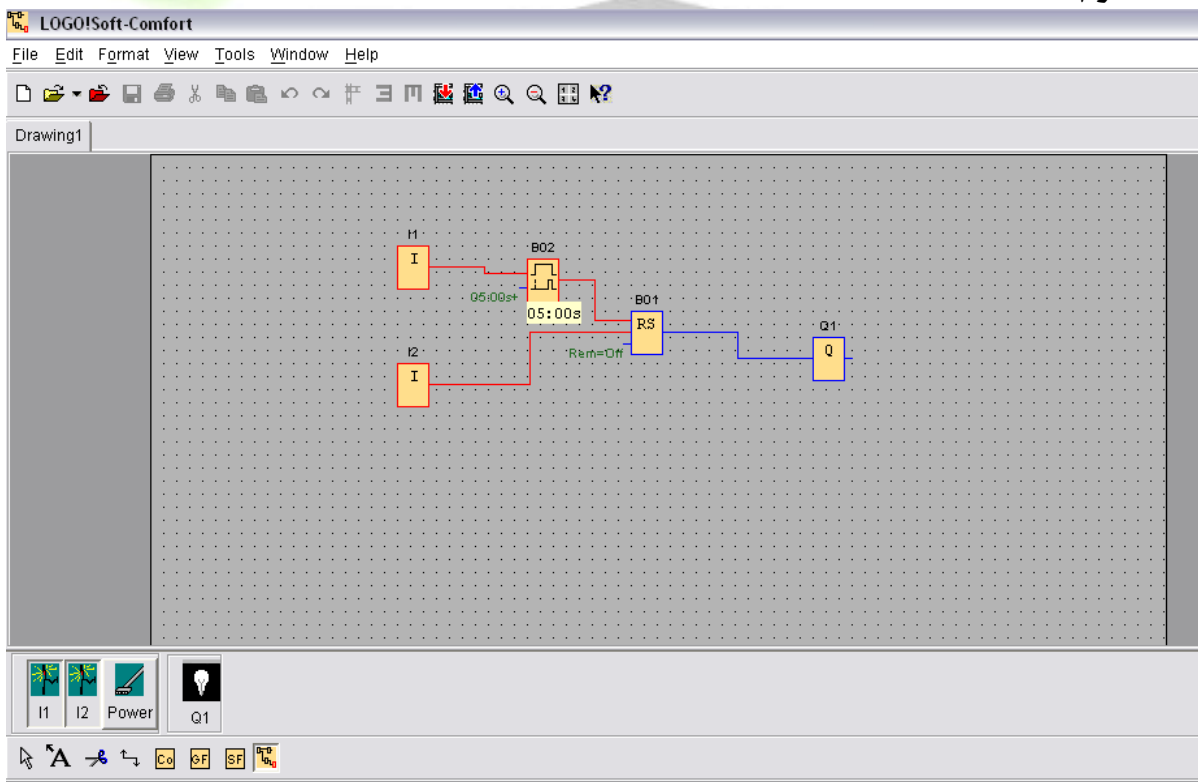 LOGO!Soft-Comfort
File Edit Format View Tools Window Help
Drawing1
I1
I
B02
05:00s+
05:00s
B01
RS
Rem=Off
Q1
Q
I2
I
I1 I2 Power Q1
A Co GF SF